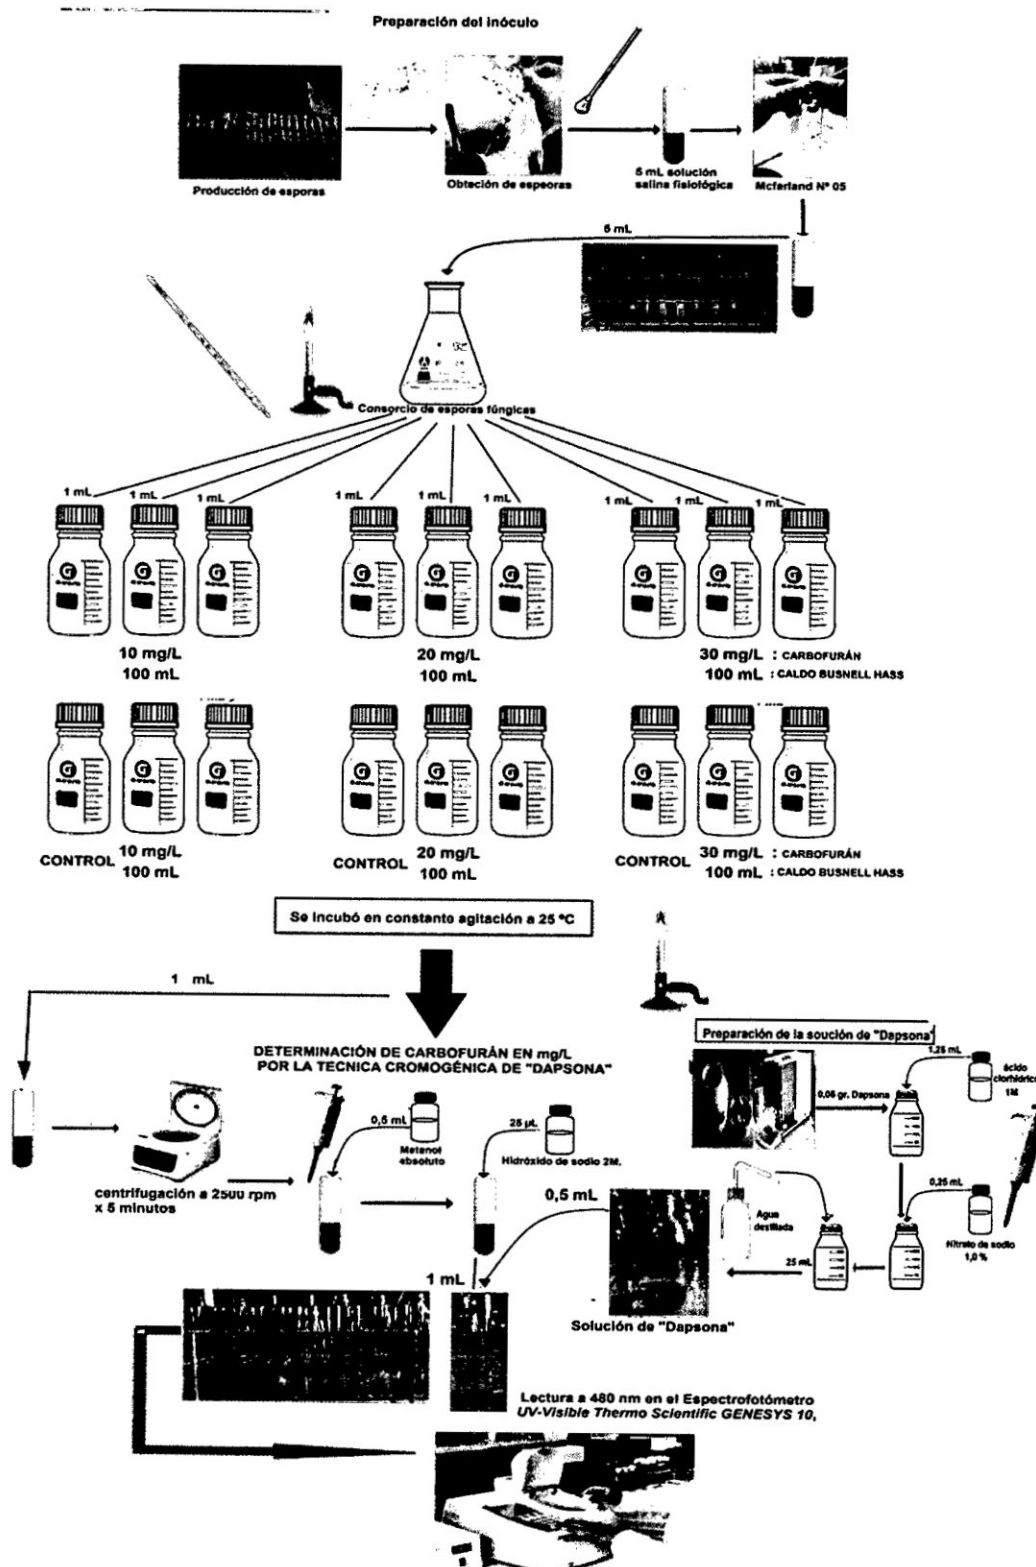 Preparación del inóculo
Producción de esporas
Obteción de espeoras
5 mL solución
salina fisiológica
Mcfarland Nº 05
5 mL
Consorcio de esporas fúngicas
1 mL
1 mL
1 mL
1 mL
1 mL
1 mL
1 mL
1 mL
1 mL
10 mg/L
100 mL
20 mg/L
100 mL
30 mg/L : CARBOFURÁN
100 mL : CALDO BUSNELL HASS
CONTROL 10 mg/L
100 mL
CONTROL 20 mg/L
100 mL
CONTROL 30 mg/L : CARBOFURÁN
100 mL : CALDO BUSNELL HASS
Se incubó en constante agitación a 25 ºC
1 mL
DETERMINACIÓN DE CARBOFURÁN EN mg/L
POR LA TECNICA CROMOGÉNICA DE "DAPSONA"
centrifugación a 2500 rpm
x 5 minutos
0,5 mL
Metanol
absoluto
25 µL
Hidróxido de sodio 2M.
0,5 mL
1 mL
Solución de "Dapsona"
Preparación de la soución de "Dapsona"
0,05 gr. Dapsona
1,25 mL
ácido
clorhídrico
1M
0,25 mL
Nitrato de sodio
1,0 %
25 mL
Agua
destilada
Lectura a 480 nm en el Espectrofotómetro
UV-Visible Thermo Scientific GENESYS 10,